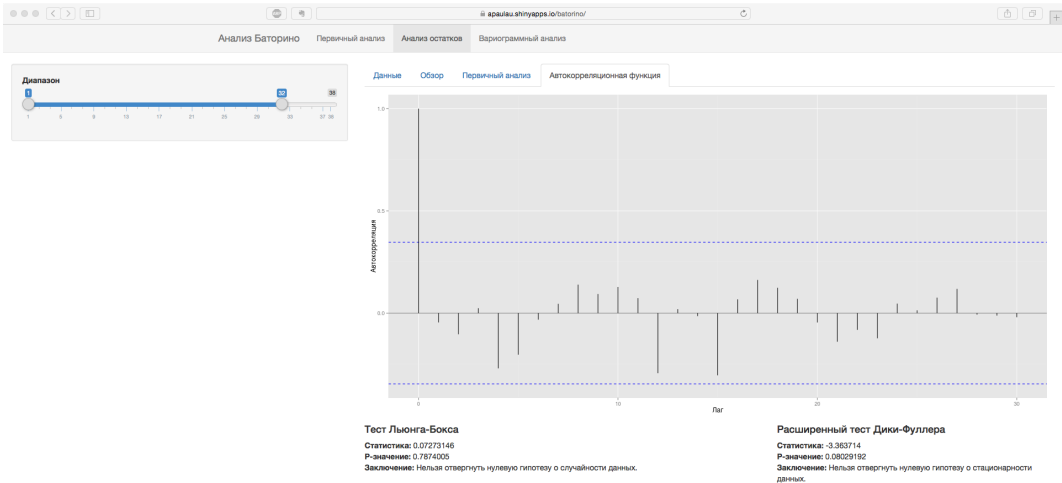 apaulau.shinyapps.io/batorino/
Анализ Баторино Первичный анализ Анализ остатков Вариограммный анализ
Диапазон
1 32 38
1 5 9 13 17 21 25 29 33 37 38
Данные Обзор Первичный анализ Автокорреляционная функция
1.0
0.5
0.0
Автокорреляция
0 10 20 30
Лаг
Тест Льюнга-Бокса
Статистика: 0.07273146
P-значение: 0.7874005
Заключение: Нельзя отвергнуть нулевую гипотезу о случайности данных.
Расширенный тест Дики-Фуллера
Статистика: -3.363714
P-значение: 0.08029192
Заключение: Нельзя отвергнуть нулевую гипотезу о стационарности
данных.